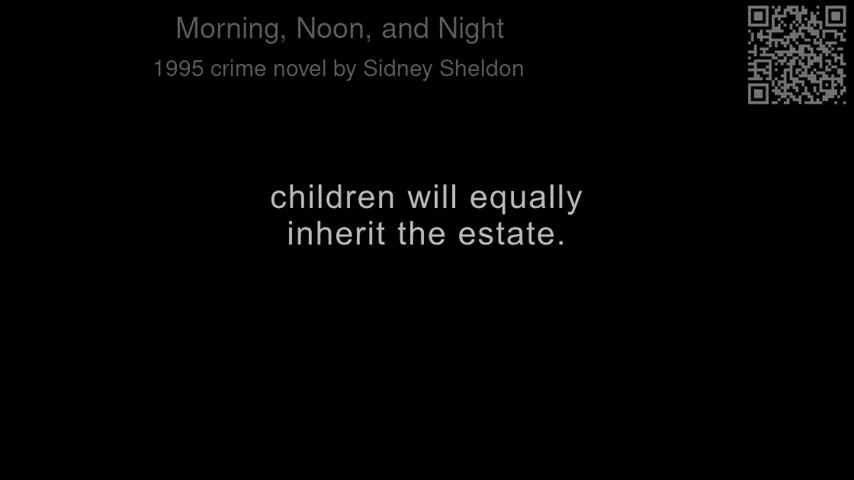 Morning, Noon, and Night
1995 crime novel by Sidney Sheldon
children will equally
inherit the estate.